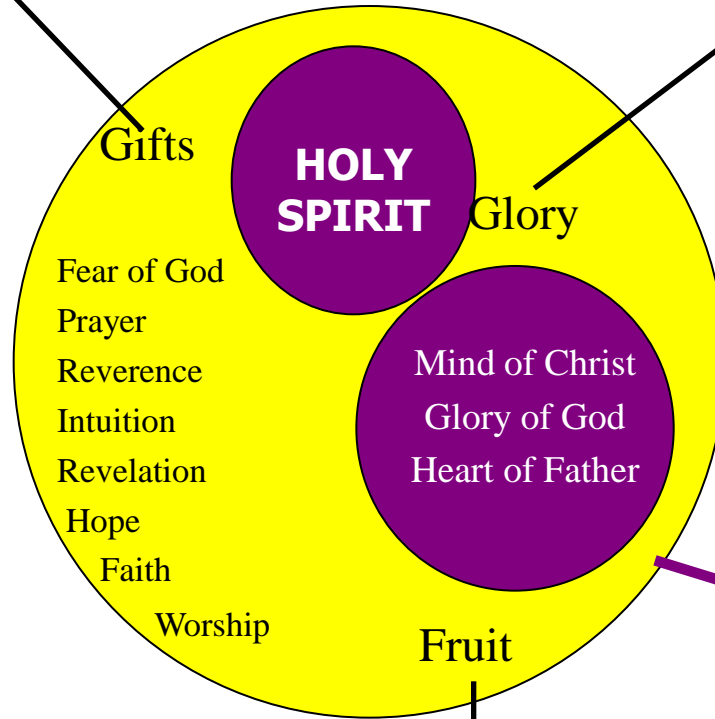 Gifts
HOLY
SPIRIT
Glory
Fear of God
Prayer
Reverence
Intuition
Revelation
Hope
Faith
Worship
Mind of Christ
Glory of God
Heart of Father
Fruit